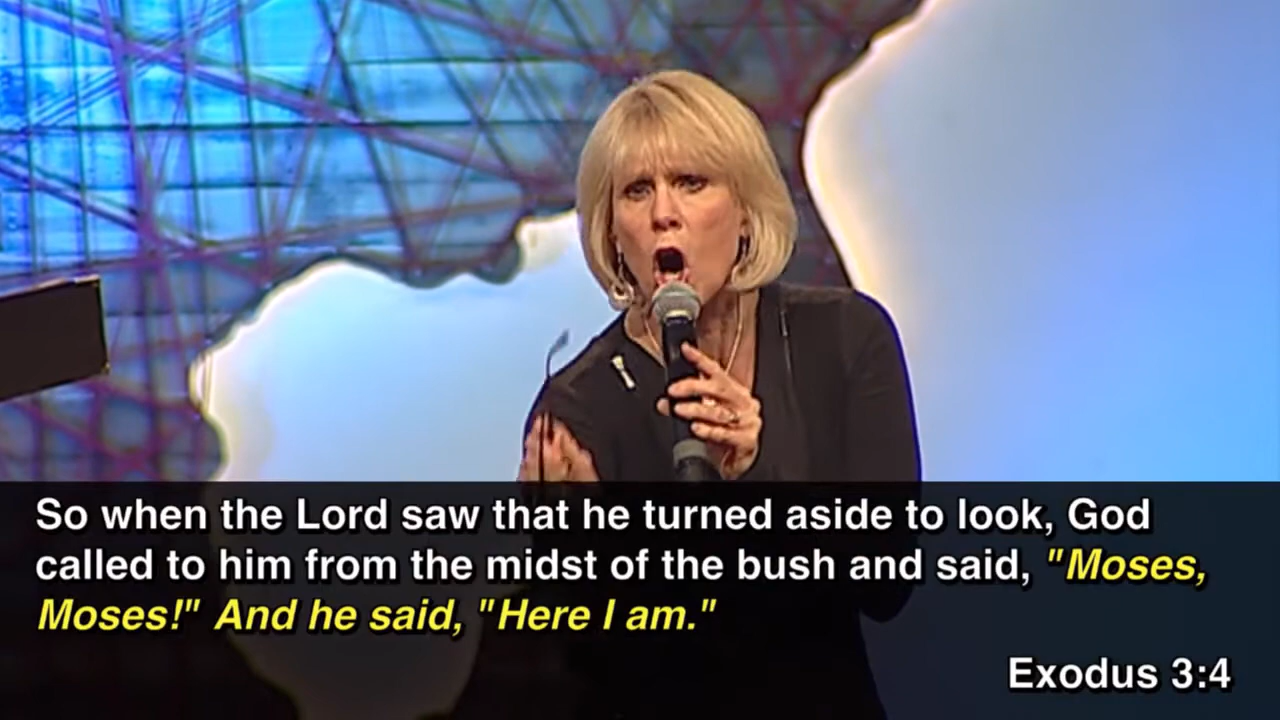 So when the Lord saw that he turned aside to look, God
called to him from the midst of the bush and said, "Moses,
Moses!" And he said, "Here I am."
Exodus 3:4